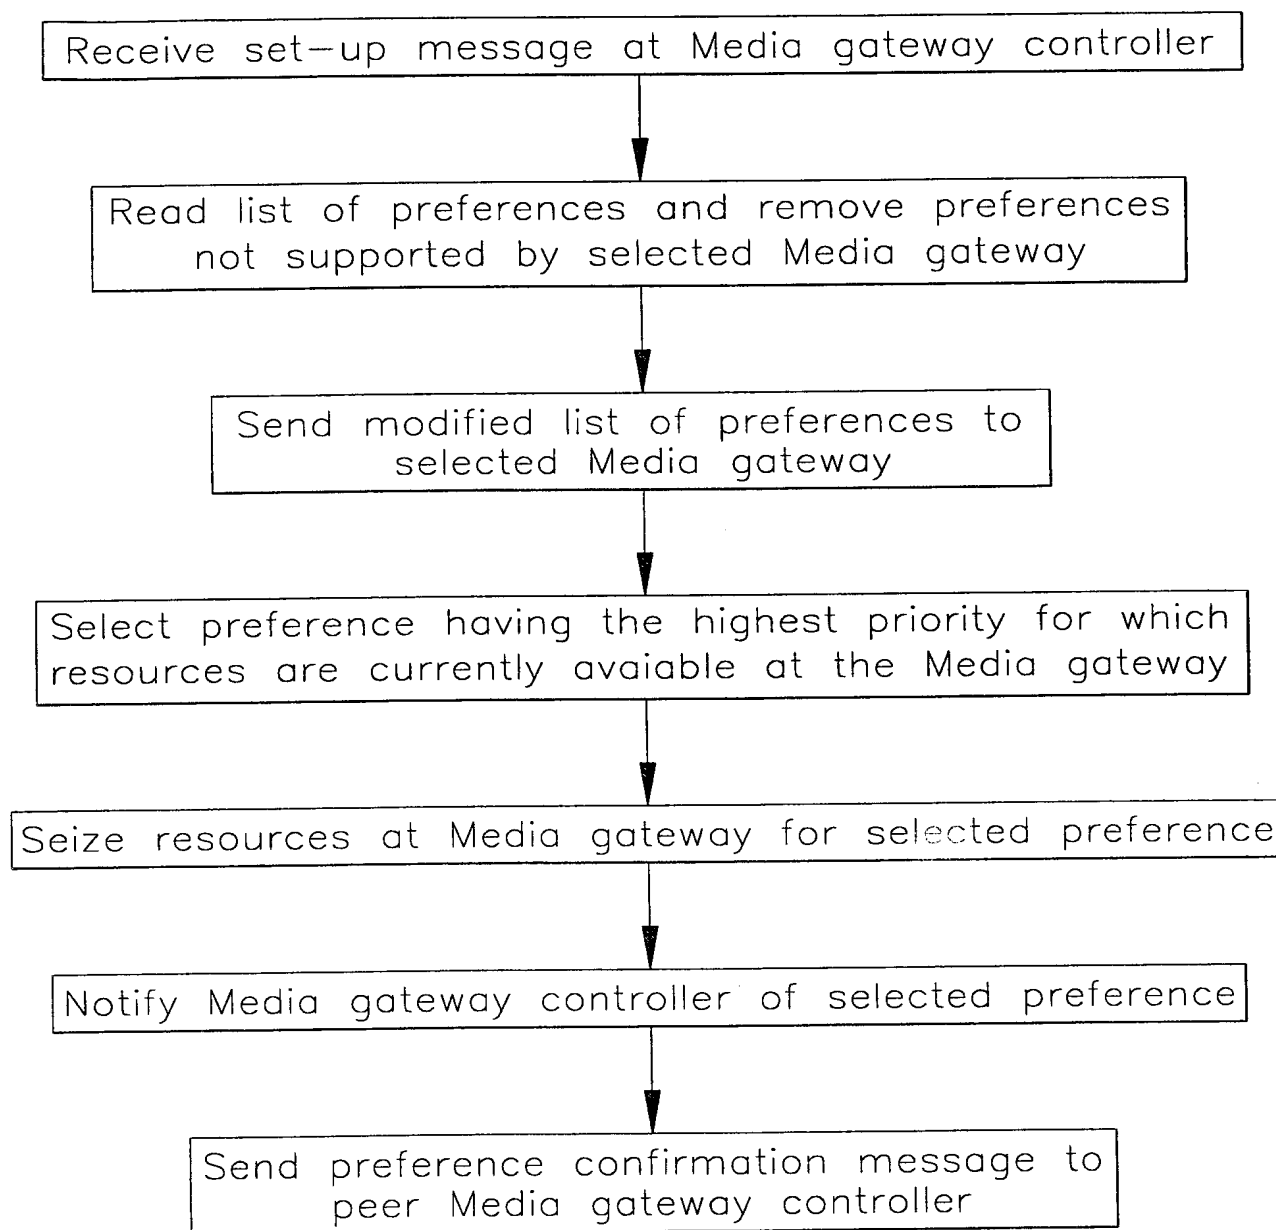 Receive set-up message at Media gateway controller
Read list of preferences and remove preferences
not supported by selected Media gateway
Send modified list of preferences to
selected Media gateway
Select preference having the highest priority for which
resources are currently avaiable at the Media gateway
Seize resources at Media gateway for selected preference
Notify Media gateway controller of selected preference
Send preference confirmation message to
peer Media gateway controller